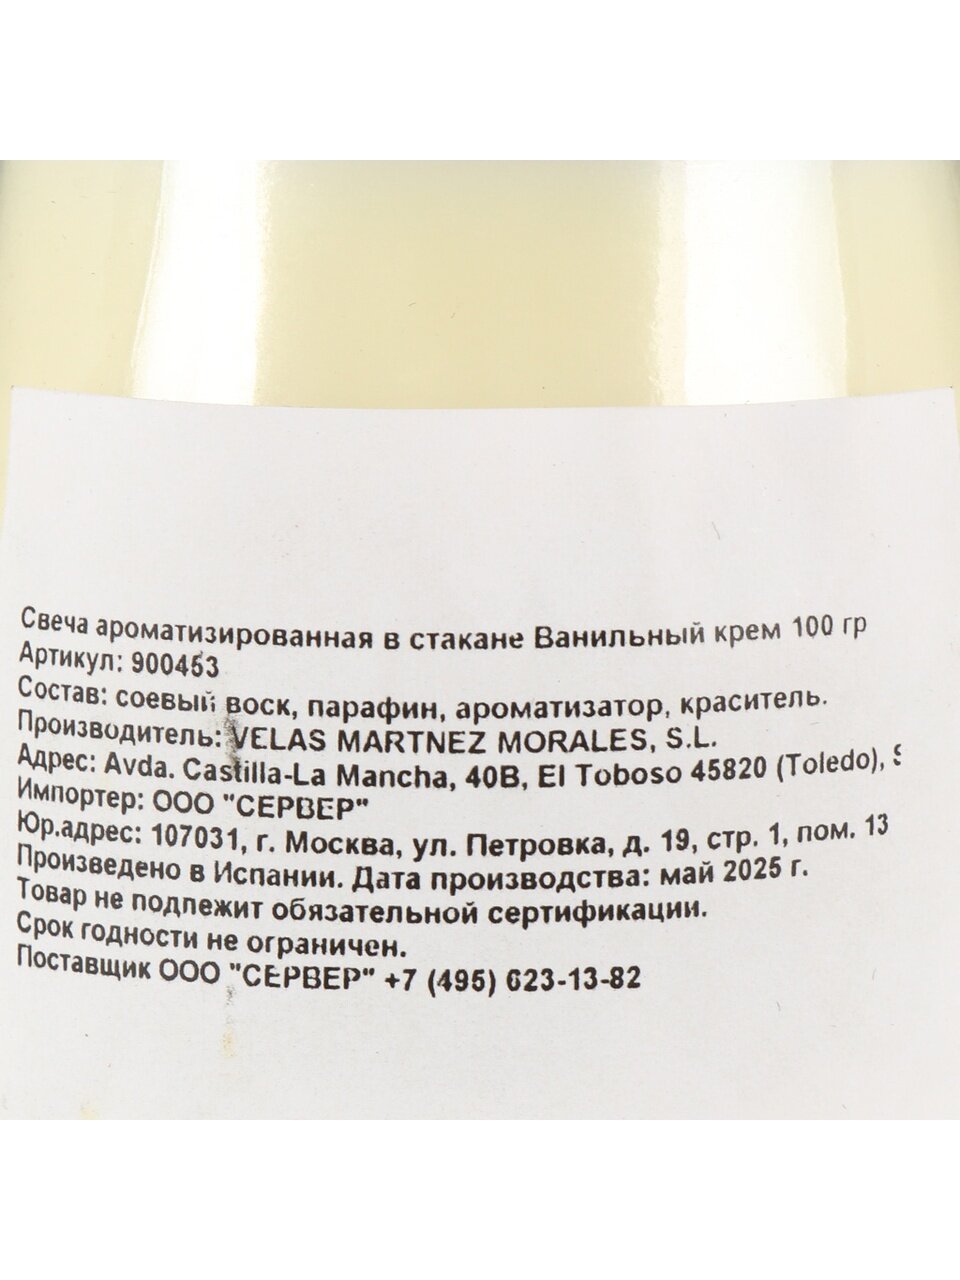 Свеча ароматизированная в стакане Ванильный крем 100 гр
Артикул: 900453
Состав: соевый воск, парафин, ароматизатор, краситель.
Производитель: VELAS MARTNEZ MORALES, S.L.
Адрес: Avda. Castilla-La Mancha, 40B, El Toboso 45820 (Toledo),
Импортер: ООО "СЕРВЕР"
Юр.адрес: 107031, г. Москва, ул. Петровка, д. 19, стр. 1, пом. 13
Произведено в Испании. Дата производства: май 2025 г.
Товар не подлежит обязательной сертификации.
Срок годности не ограничен.
Поставщик ООО "СЕРВЕР" +7 (495) 623-13-82